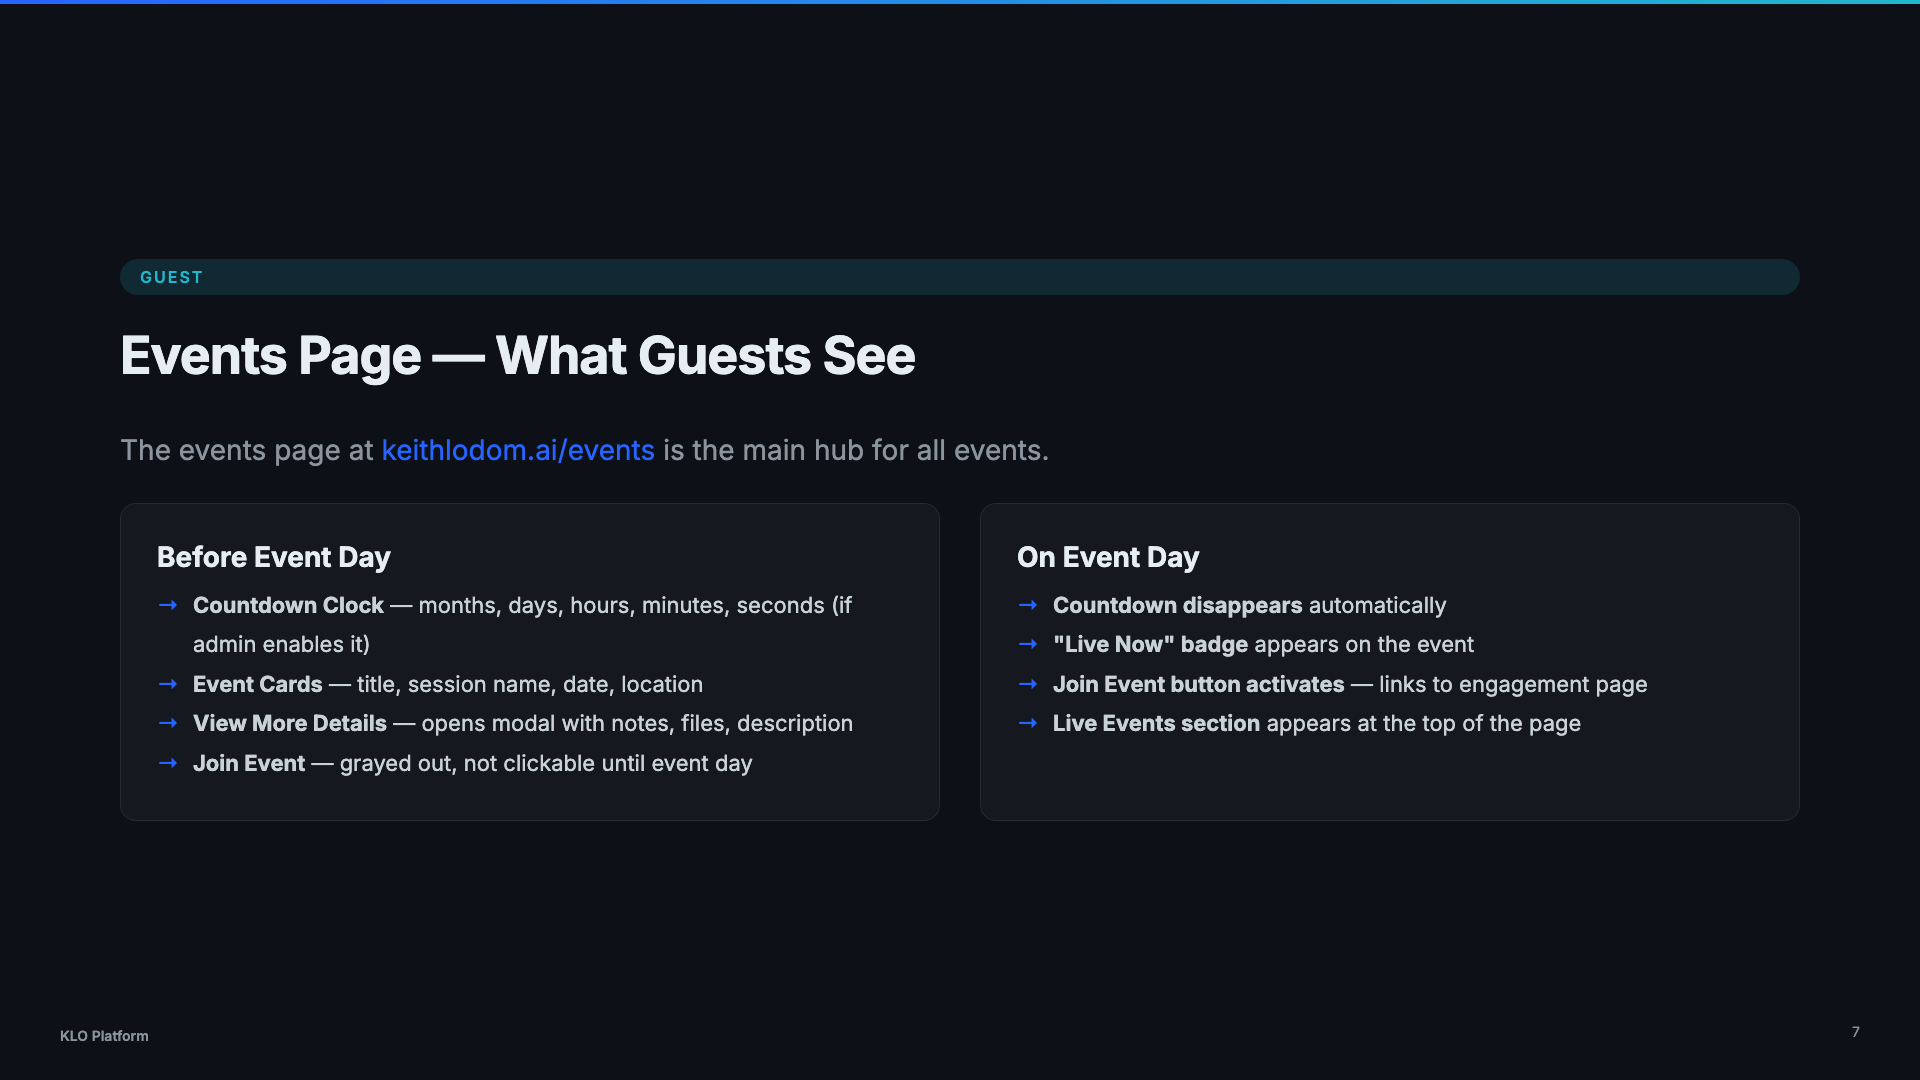 GUEST
Events Page — What Guests See
The events page at keithlodom.ai/events is the main hub for all events.
Before Event Day
→ Countdown Clock — months, days, hours, minutes, seconds (if
admin enables it)
→ Event Cards — title, session name, date, location
→ View More Details — opens modal with notes, files, description
→ Join Event — grayed out, not clickable until event day
On Event Day
→ Countdown disappears automatically
→ "Live Now" badge appears on the event
→ Join Event button activates — links to engagement page
→ Live Events section appears at the top of the page
KLO Platform
7